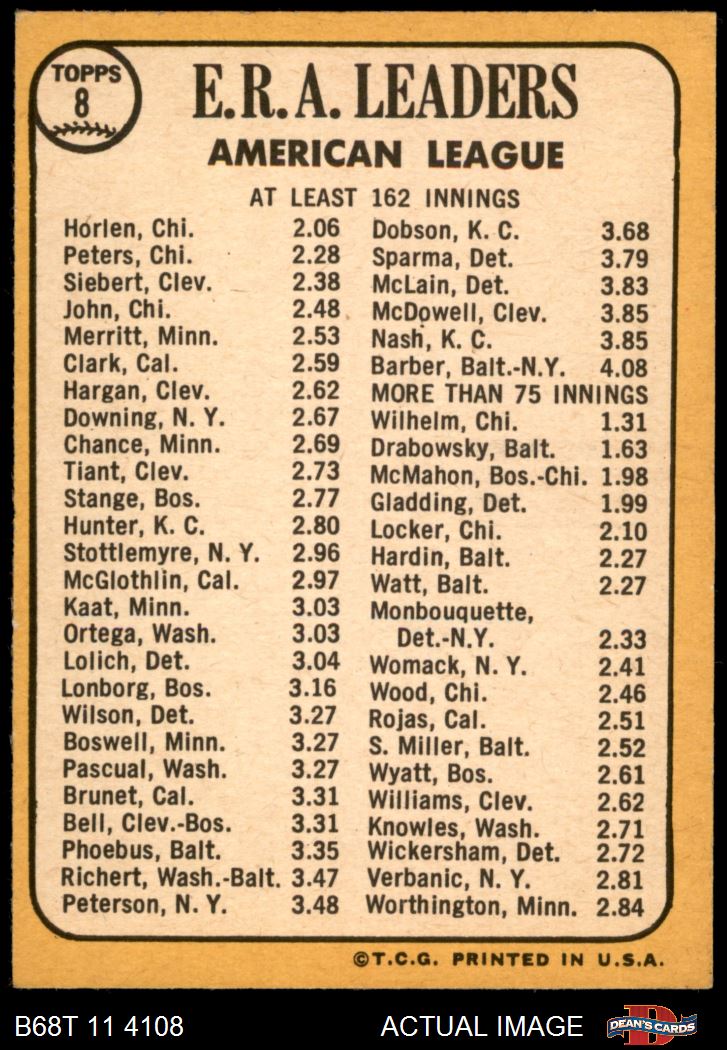 TOPPS
8
E.R.A. LEADERS
AMERICAN LEAGUE
AT LEAST 162 INNINGS
Horlen, Chi. 2.06
Peters, Chi. 2.28
Siebert, Clev. 2.38
John, Chi. 2.48
Merritt, Minn. 2.53
Clark, Cal. 2.59
Hargan, Clev. 2.62
Downing, N. Y. 2.67
Chance, Minn. 2.69
Tiant, Clev. 2.73
Stange, Bos. 2.77
Hunter, K. C. 2.80
Stottlemyre, N. Y. 2.96
McGlothlin, Cal. 2.97
Kaat, Minn. 3.03
Ortega, Wash. 3.03
Lolich, Det. 3.04
Lonborg, Bos. 3.16
Wilson, Det. 3.27
Boswell, Minn. 3.27
Pascual, Wash. 3.27
Brunet, Cal. 3.31
Bell, Clev.-Bos. 3.31
Phoebus, Balt. 3.35
Richert, Wash.-Balt. 3.47
Peterson, N. Y. 3.48
Dobson, K. C. 3.68
Sparma, Det. 3.79
McLain, Det. 3.83
McDowell, Clev. 3.85
Nash, K. C. 3.85
Barber, Balt.-N.Y. 4.08
MORE THAN 75 INNINGS
Wilhelm, Chi. 1.31
Drabowsky, Balt. 1.63
McMahon, Bos.-Chi. 1.98
Gladding, Det. 1.99
Locker, Chi. 2.10
Hardin, Balt. 2.27
Watt, Balt. 2.27
Monbouquette,
Det.-N.Y. 2.33
Womack, N. Y. 2.41
Wood, Chi. 2.46
Rojas, Cal. 2.51
S. Miller, Balt. 2.52
Wyatt, Bos. 2.61
Williams, Clev. 2.62
Knowles, Wash. 2.71
Wickersham, Det. 2.72
Verbanic, N. Y. 2.81
Worthington, Minn. 2.84
©T.C.G. PRINTED IN U.S.A.
B68T 11 4108
ACTUAL IMAGE
D
DEAN'S CARDS